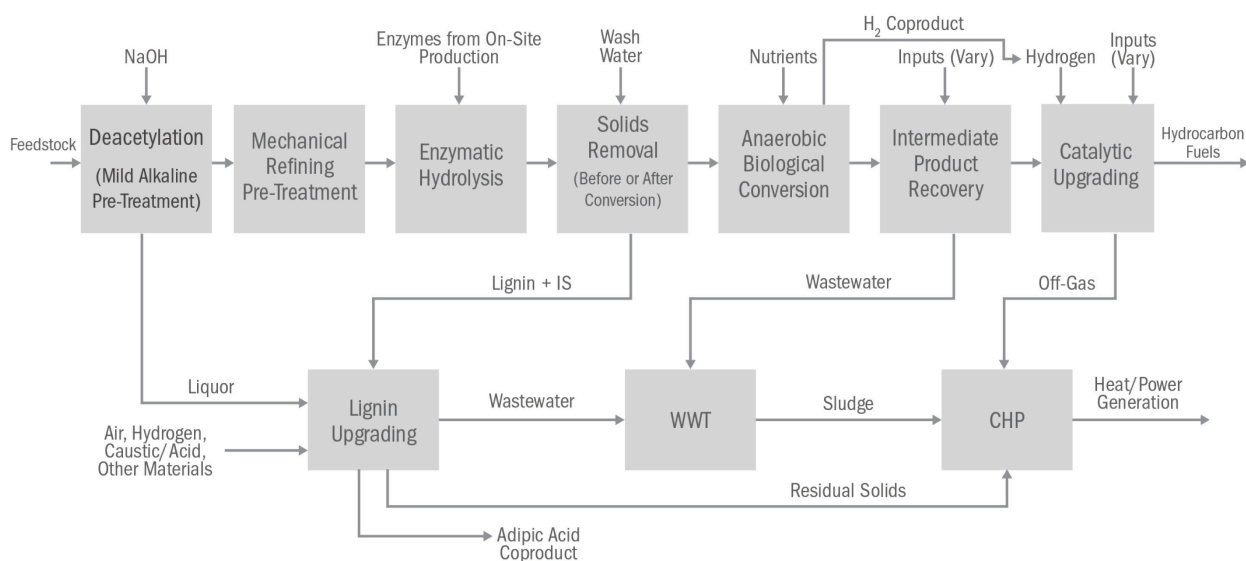 H2 Coproduct
Enzymes from On-Site
Production
Wash
Water
Inputs
(Vary)
NaOH
Nutrients
Inputs (Vary)
Hydrogen
Feedstock
Deacetylation
(Mild Alkaline
Pre-Treatment)
Mechanical
Refining
Pre-Treatment
Enzymatic
Hydrolysis
Solids
Removal
(Before or After
Conversion)
Anaerobic
Biological
Conversion
Intermediate
Product
Recovery
Catalytic
Upgrading
Hydrocarbon
Fuels
Lignin + IS
Wastewater
Off-Gas
Liquor
Air, Hydrogen,
Caustic/Acid,
Other Materials
Lignin
Upgrading
Wastewater
WWT
Sludge
CHP
Heat/Power
Generation
Residual Solids
Adipic Acid
Coproduct